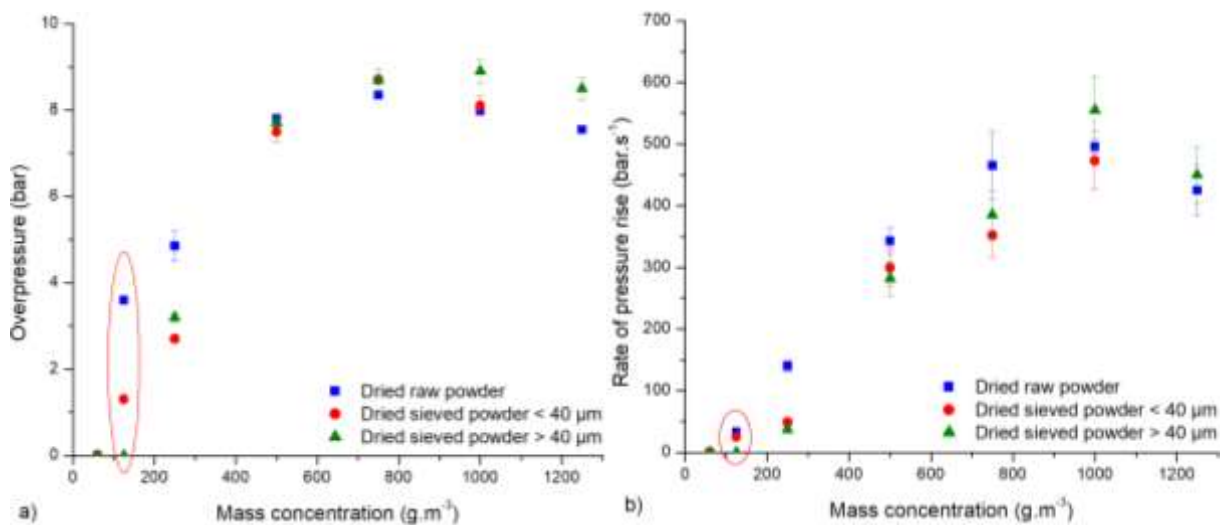 10
8
6
4
2
0
Overpressure (bar)
0 200 400 600 800 1000 1200
Mass concentration (g.m⁻³)
Dried raw powder
Dried sieved powder < 40 µm
Dried sieved powder > 40 µm
a)
700
600
500
400
300
200
100
0
Rate of pressure rise (bar.s⁻¹)
0 200 400 600 800 1000 1200
Mass concentration (g.m⁻³)
Dried raw powder
Dried sieved powder < 40 µm
Dried sieved powder > 40 µm
b)